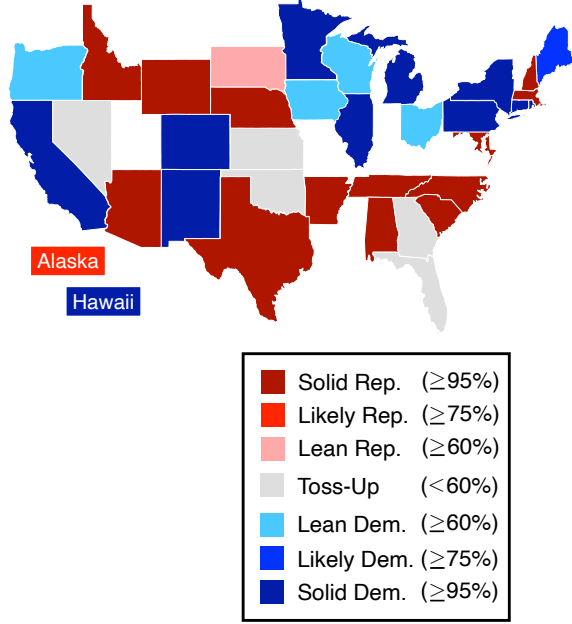 Alaska
Hawaii
Solid Rep. (≥95%)
Likely Rep. (≥75%)
Lean Rep. (≥60%)
Toss-Up (<60%)
Lean Dem. (≥60%)
Likely Dem. (≥75%)
Solid Dem. (≥95%)